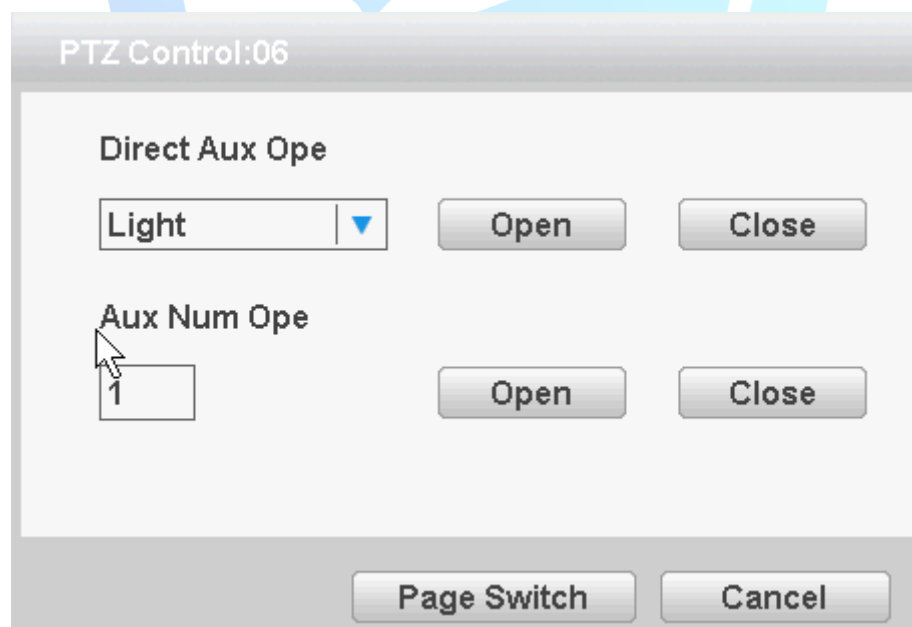 PTZ Control:06
Direct Aux Ope
Light Open Close
Aux Num Ope
1 Open Close
Page Switch Cancel